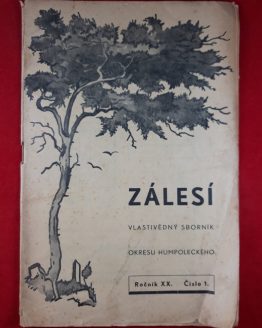 ZÁLESÍ
VLASTIVĚDNÝ SBORNÍK
OKRESU HUMPOLECKÉHO
Ročník XX. Číslo 1.